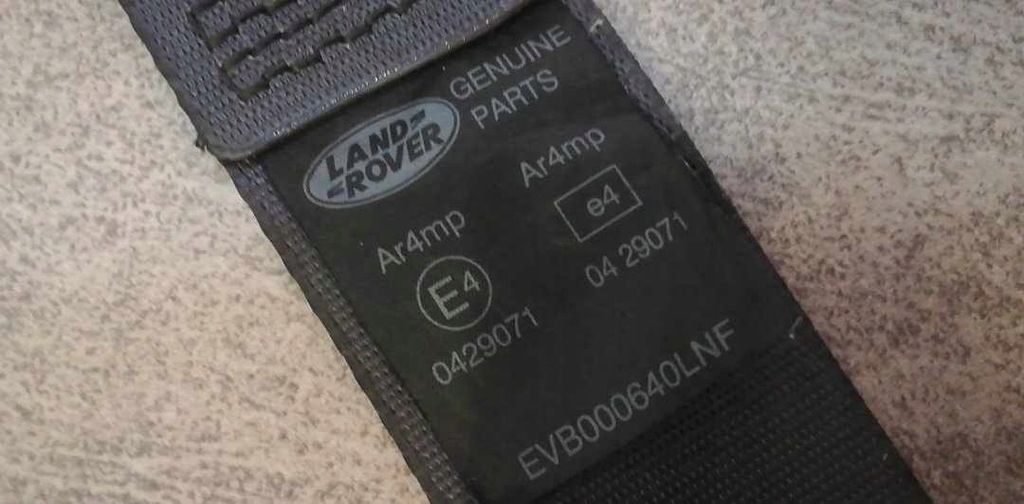 LAND
ROVER
GENUINE
PARTS
Ar4mp
E4
0429071
Ar4mp
e4
04 29071
EVB000640LNF